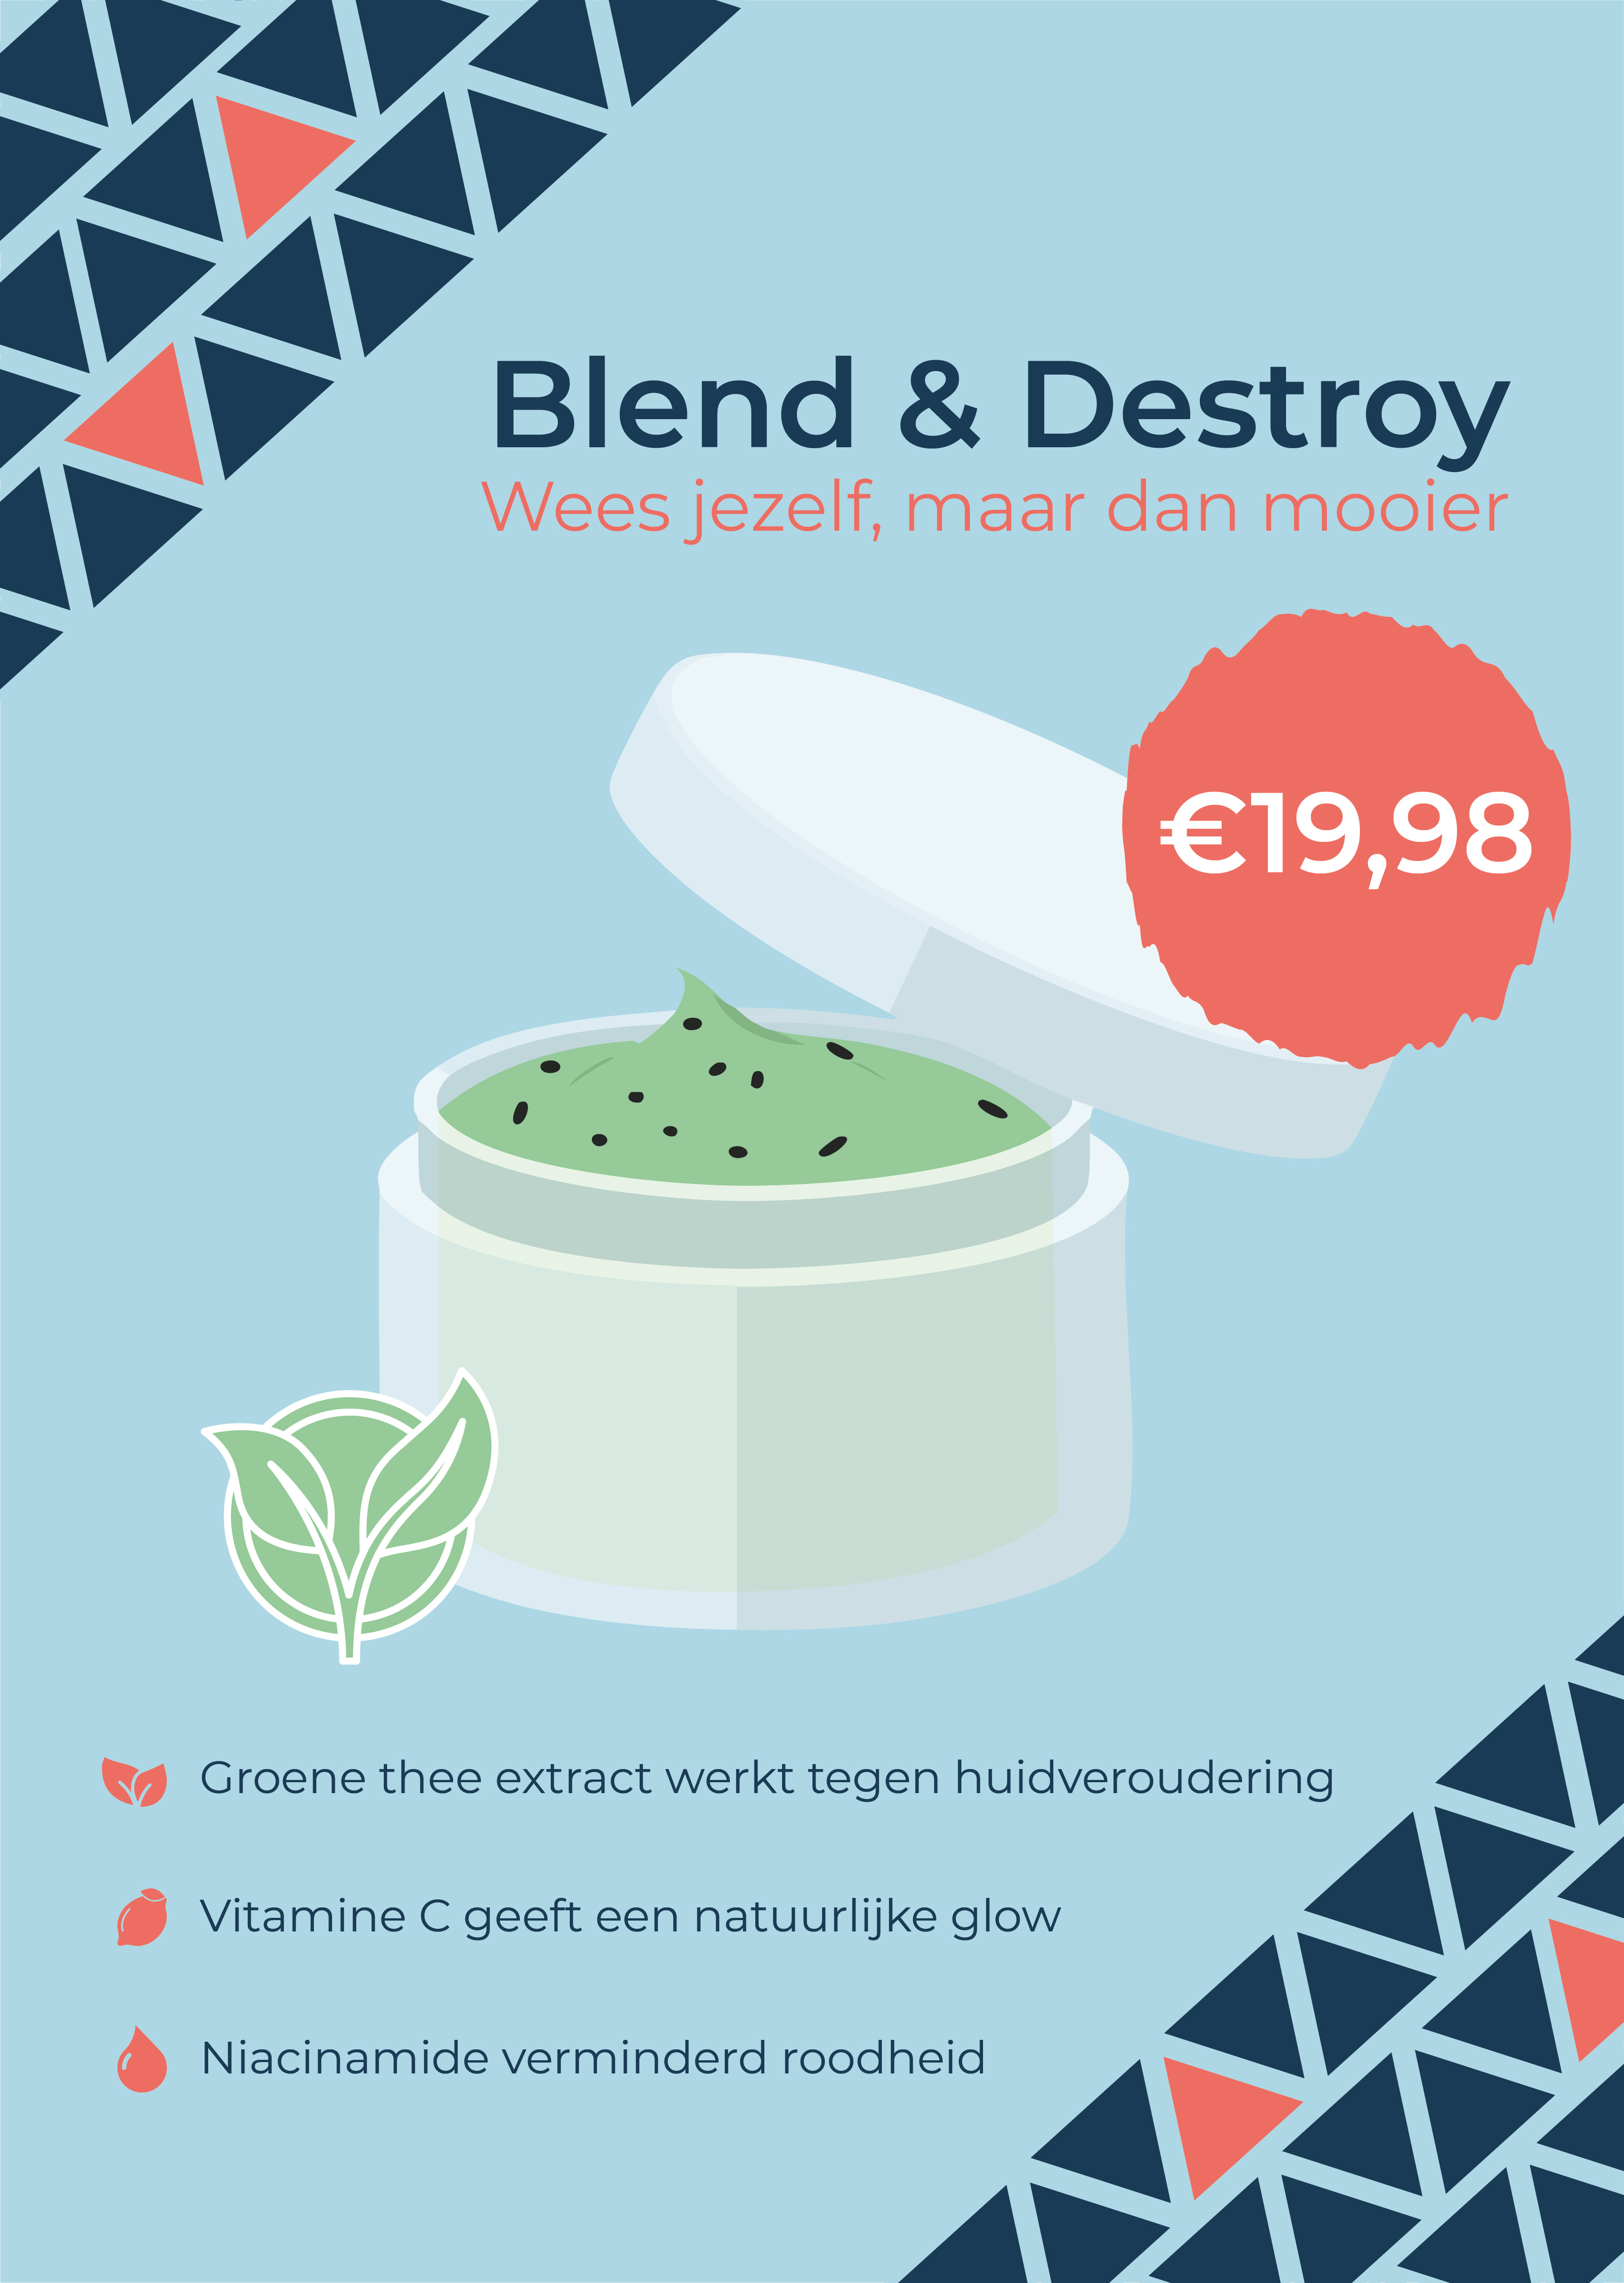 Blend & Destroy
Wees jezelf, maar dan mooier
€19,98
Groene thee extract werkt tegen huidveroudering
Vitamine C geeft een natuurlijke glow
Niacinamide verminderd roodheid